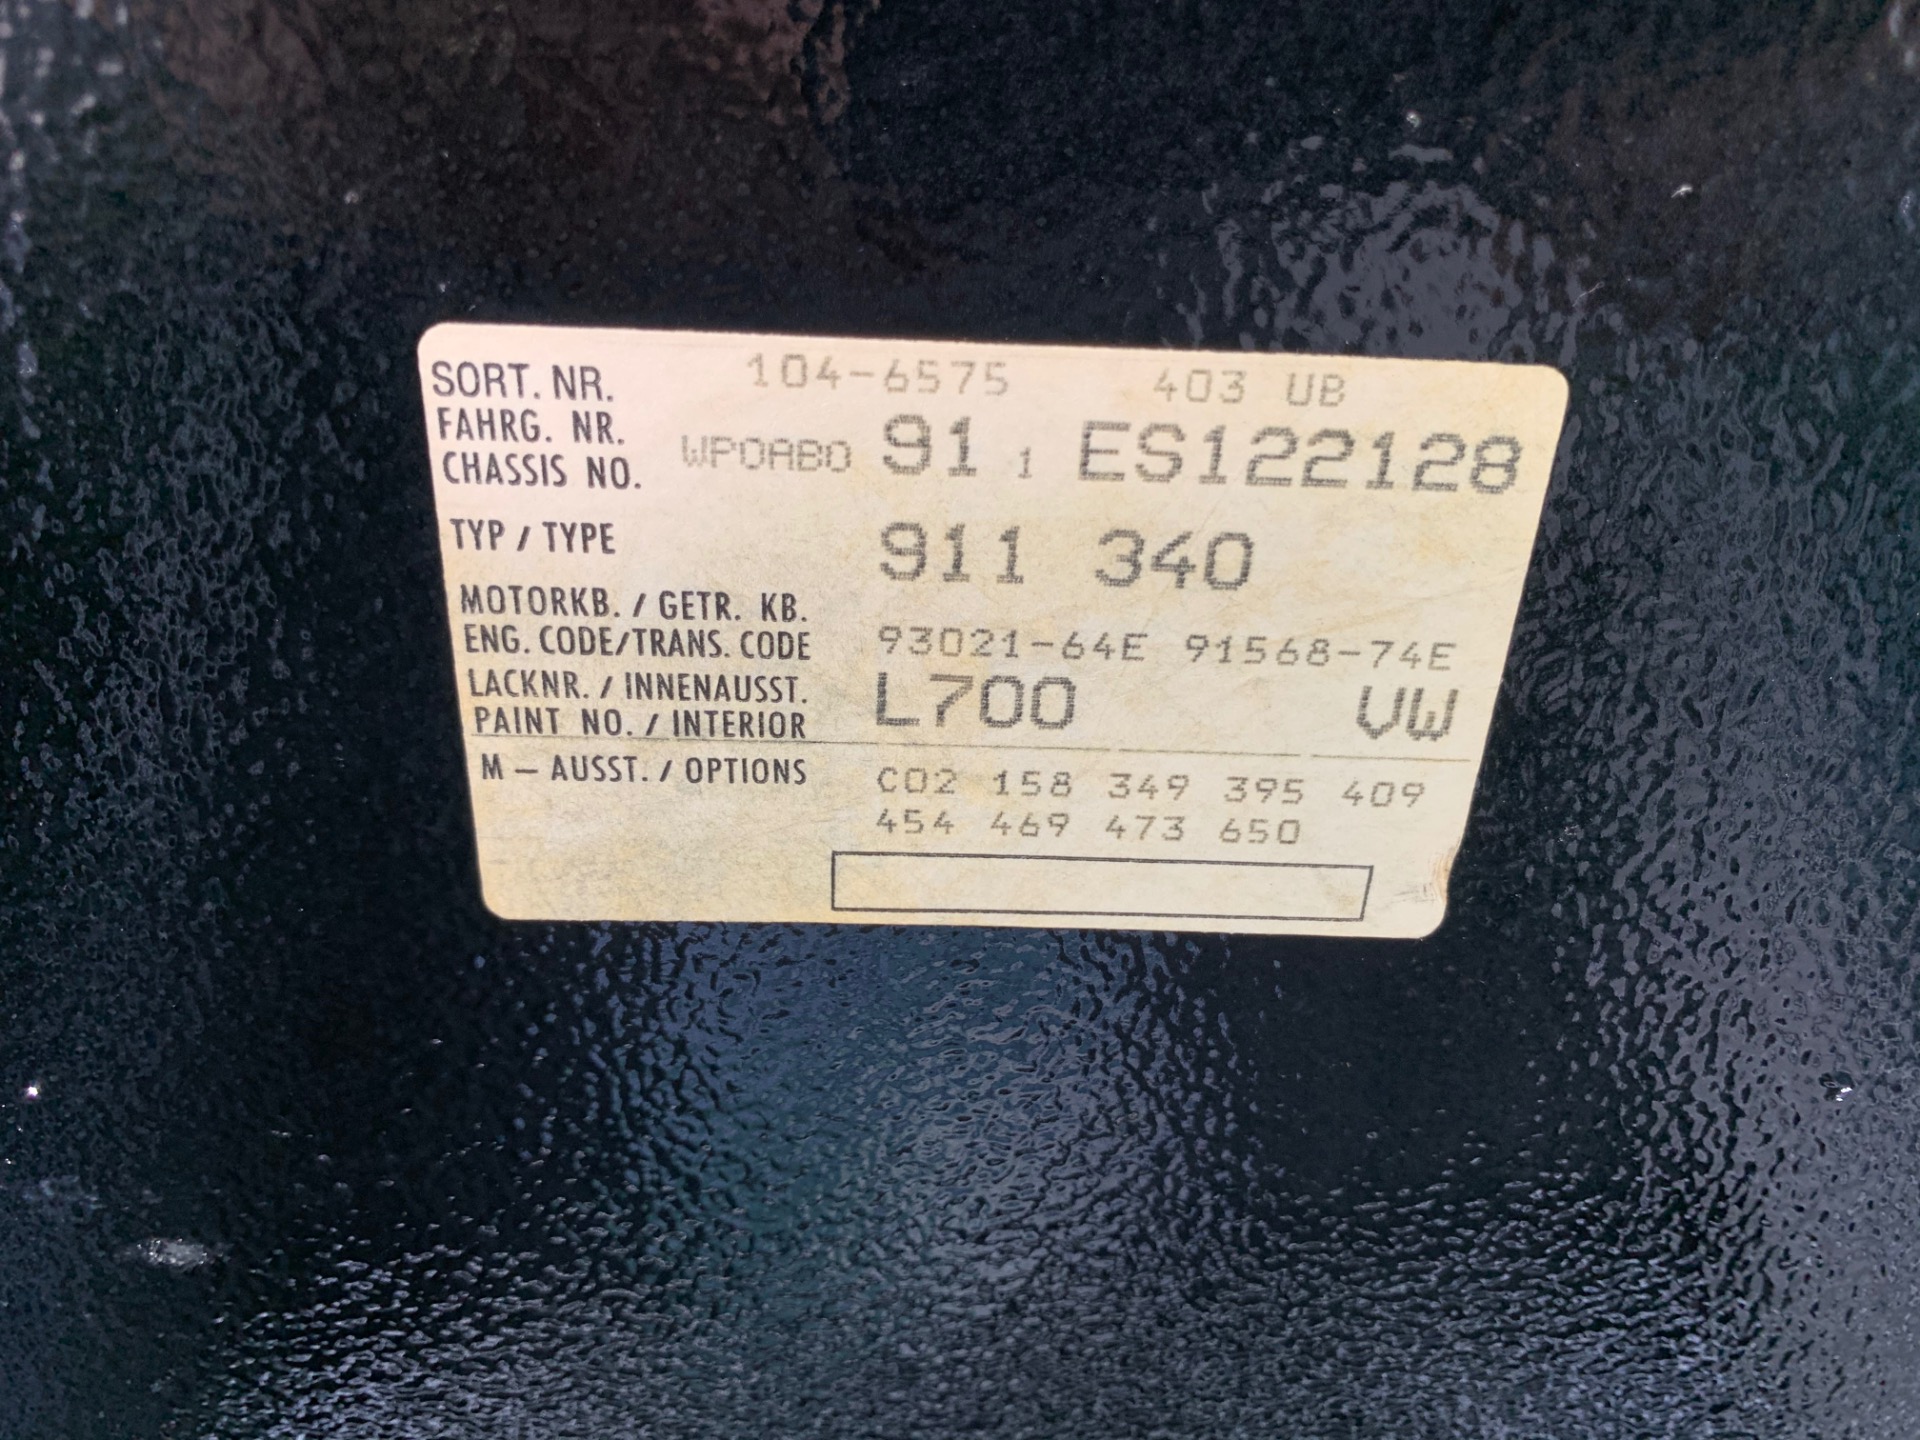 SORT. NR. 104-6575 403 UB
FAHRG. NR.
CHASSIS NO. WPOABO 91 1 ES122128
TYP / TYPE 911 340
MOTORKB. / GETR. KB.
ENG. CODE/TRANS. CODE 93021-64E 91568-74E
LACKNR. / INNENAUSST. L700 VW
PAINT NO. / INTERIOR
M – AUSST. / OPTIONS C02 158 349 395 409
454 469 473 650